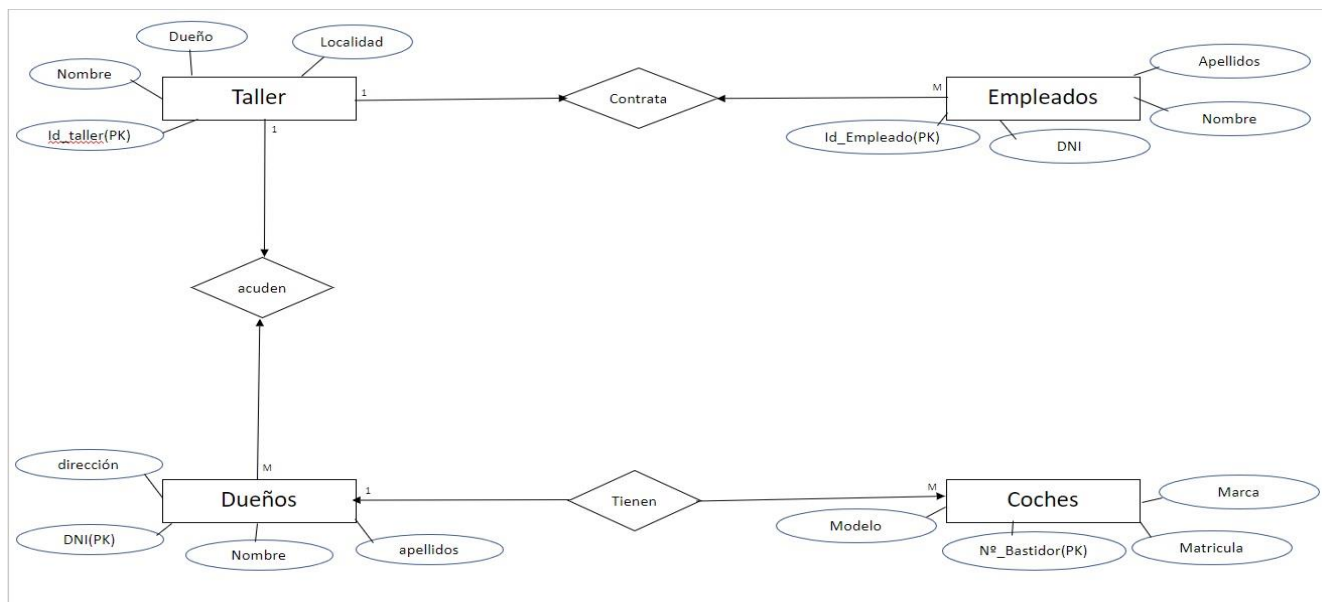 Dueño
Localidad
Nombre
Taller
Id_taller(PK)
1
1
Contrata
M
Empleados
Apellidos
Nombre
Id_Empleado(PK)
DNI
acuden
M
dirección
Dueños
DNI(PK)
Nombre
apellidos
1
Tienen
M
Coches
Marca
Modelo
Nº_Bastidor(PK)
Matricula